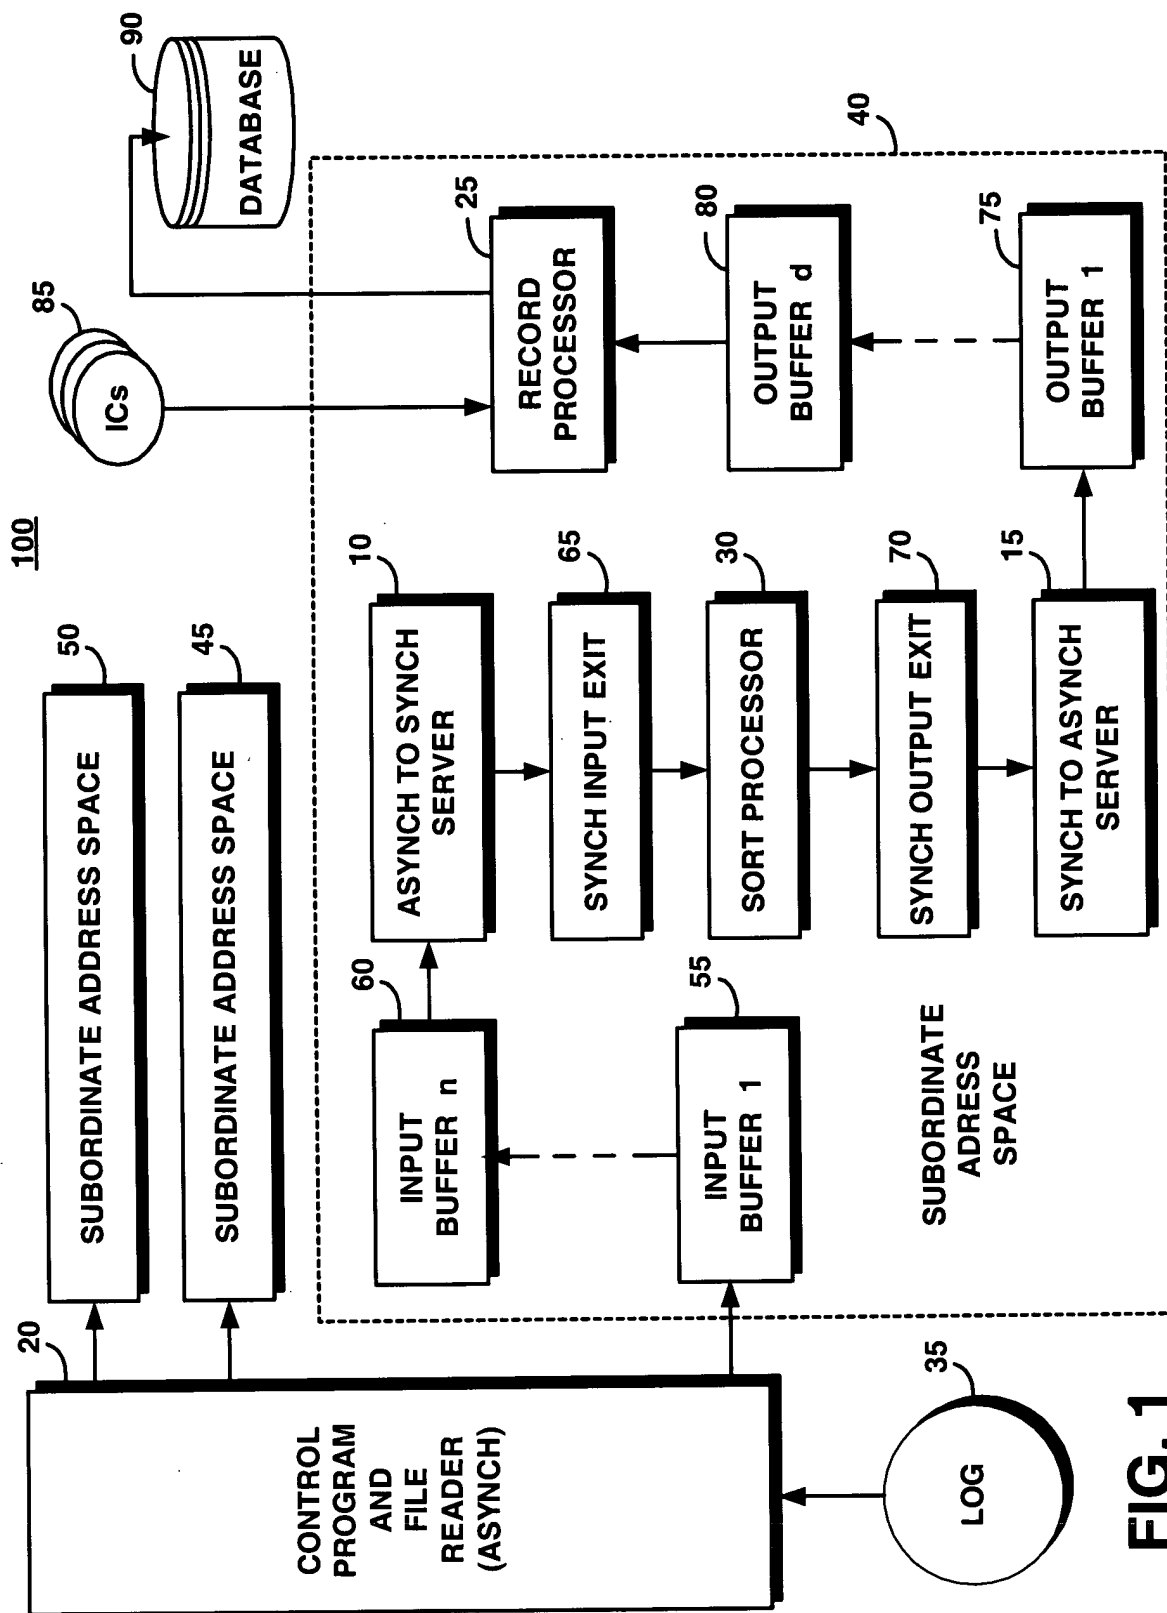 100
50
SUBORDINATE ADDRESS SPACE
45
SUBORDINATE ADDRESS SPACE
20
CONTROL
PROGRAM
AND
FILE
READER
(ASYNCH)
35
LOG
85
ICs
90
DATABASE
40
60
INPUT
BUFFER n
55
INPUT
BUFFER 1
SUBORDINATE
ADRESS
SPACE
10
ASYNCH TO SYNCH
SERVER
65
SYNCH INPUT EXIT
30
SORT PROCESSOR
70
SYNCH OUTPUT EXIT
15
SYNCH TO ASYNCH
SERVER
25
RECORD
PROCESSOR
80
OUTPUT
BUFFER d
75
OUTPUT
BUFFER 1
FIG. 1